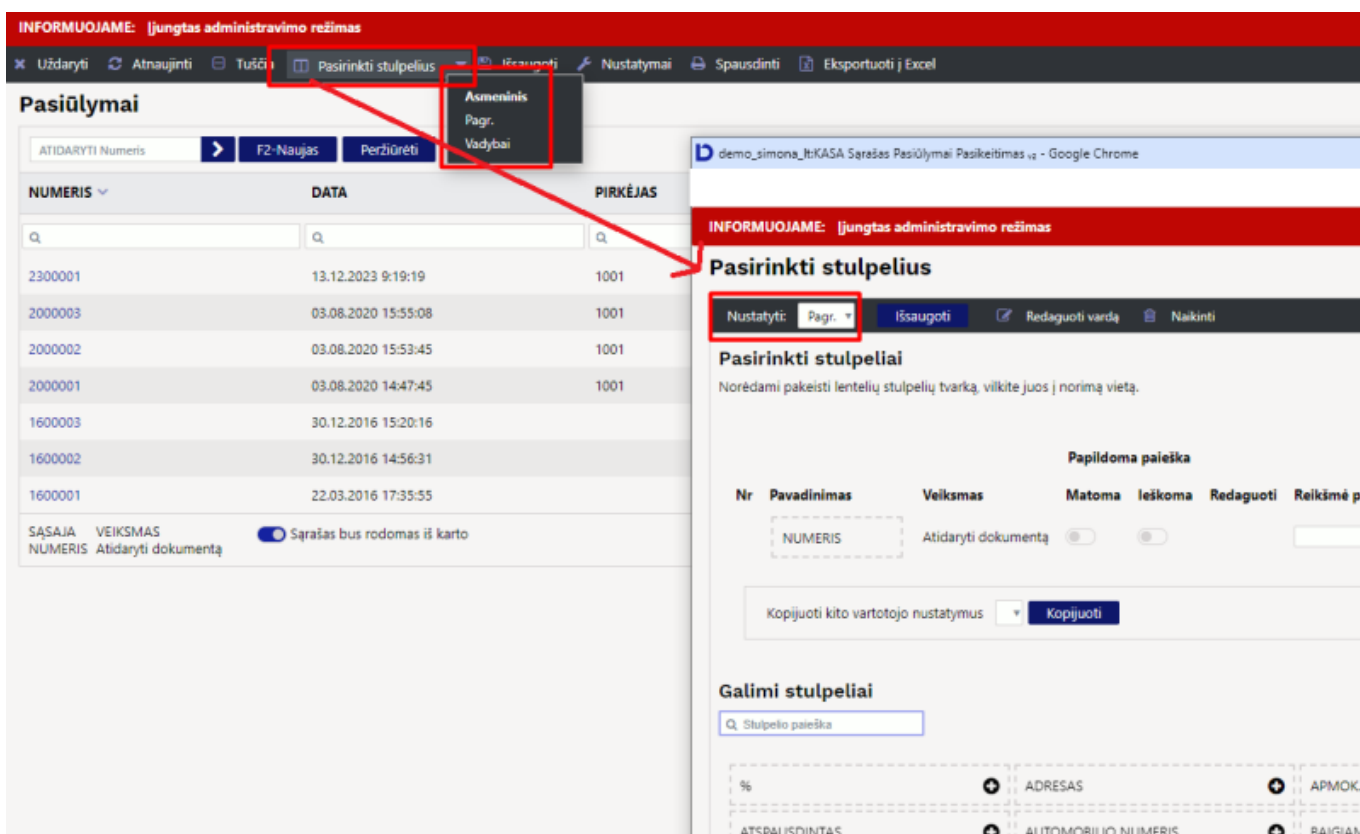 INFORMUOJAME: Įjungtas administravimo režimas
Uždaryti Atnaujinti Tuščia Pasirinkti stulpelius Išsaugoti Nustatymai Spausdinti Eksportuoti į Excel
Pasiūlymai
Asmeninis
Pagr.
Vadybai
ATIDARYTI Numeris F2-Naujas Peržiūrėti
NUMERIS DATA PIRKĖJAS
2300001 13.12.2023 9:19:19 1001
2000003 03.08.2020 15:55:08 1001
2000002 03.08.2020 15:53:45 1001
2000001 03.08.2020 14:47:45 1001
1600003 30.12.2016 15:20:16
1600002 30.12.2016 14:56:31
1600001 22.03.2016 17:35:55
SĄSAJA VEIKSMAS
NUMERIS Atidaryti dokumentą
Sąrašas bus rodomas iš karto
demo_simona_lt:KASA Sąrašas Pasiūlymai Pasikeitimas v2 - Google Chrome
INFORMUOJAME: Įjungtas administravimo režimas
Pasirinkti stulpelius
Nustatyti: Pagr. Išsaugoti Redaguoti vardą Naikinti
Pasirinkti stulpeliai
Norėdami pakeisti lentelių stulpelių tvarką, vilkite juos į norimą vietą.
Papildoma paieška
Nr Pavadinimas Veiksmas Matoma Ieškoma Redaguoti Reikšmė p
NUMERIS Atidaryti dokumentą
Kopijuoti kito vartotojo nustatymus Kopijuoti
Galimi stulpeliai
Stulpelio paieška
% ADRESAS APMOK
ATSPAUSDINTAS AUTOMOBILIO NUMERIS BAIGIAM